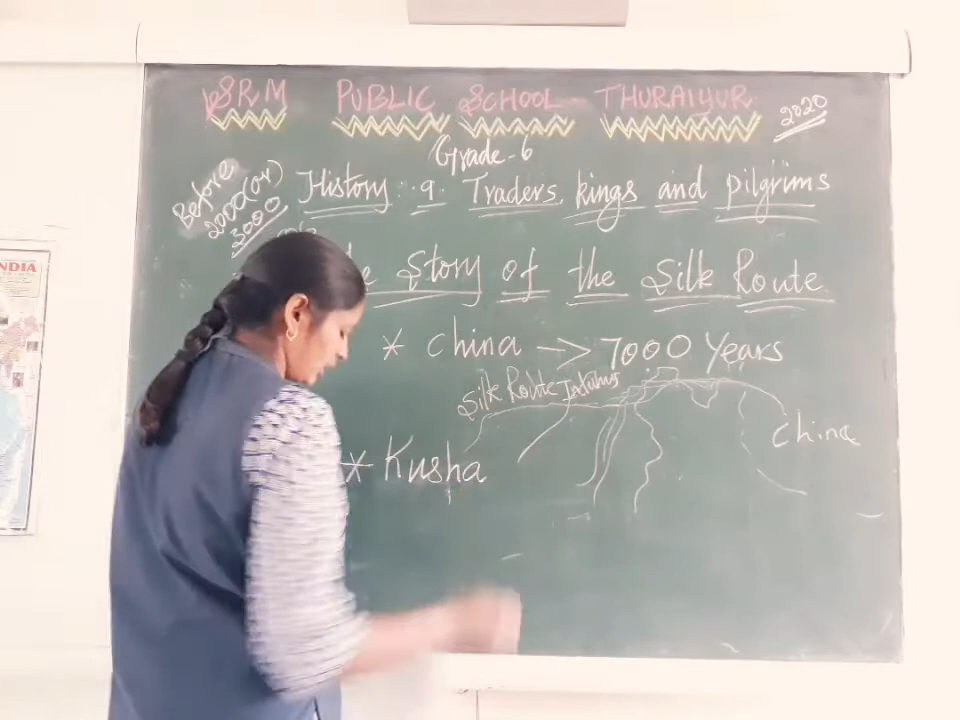 SRM PUBLIC SCHOOL THURAIYUR
2020
Grade-6
Before
2000 (or)
3000
History : 9. Traders, kings and pilgrims
Story of the Silk Route
* China -> 7000 Years
Silk Route
China
* Kusha
INDIA